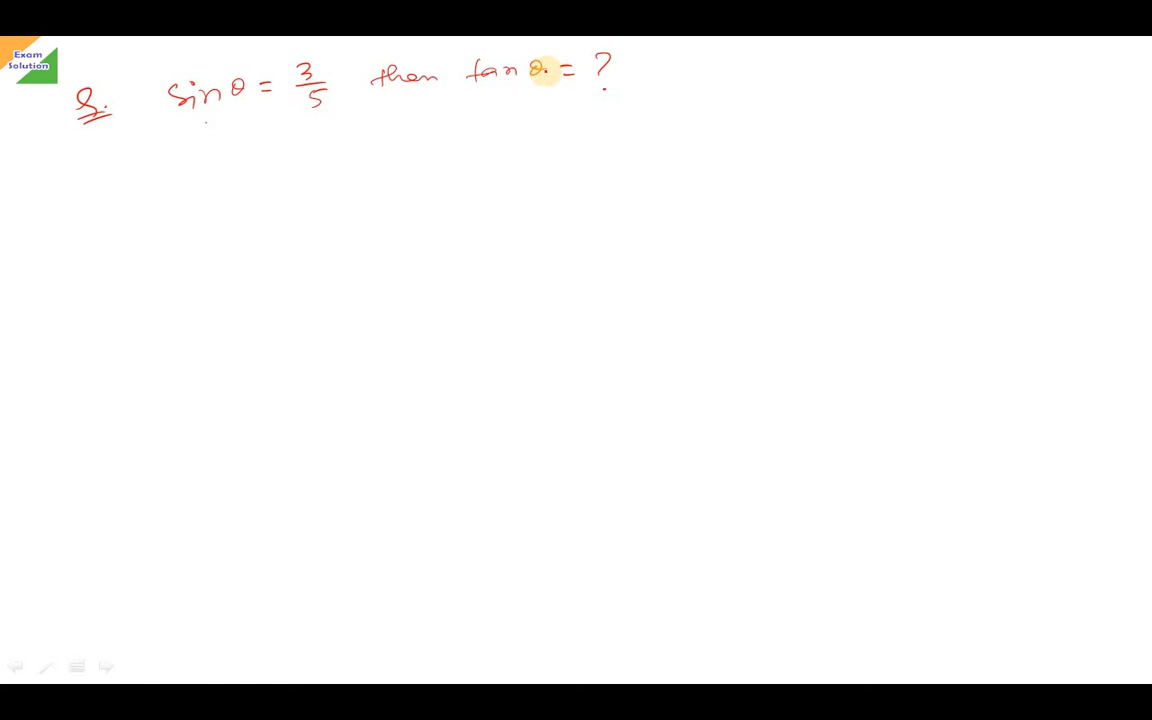 Exam
Solution
Q. sin θ = 3/5 then tan θ = ?